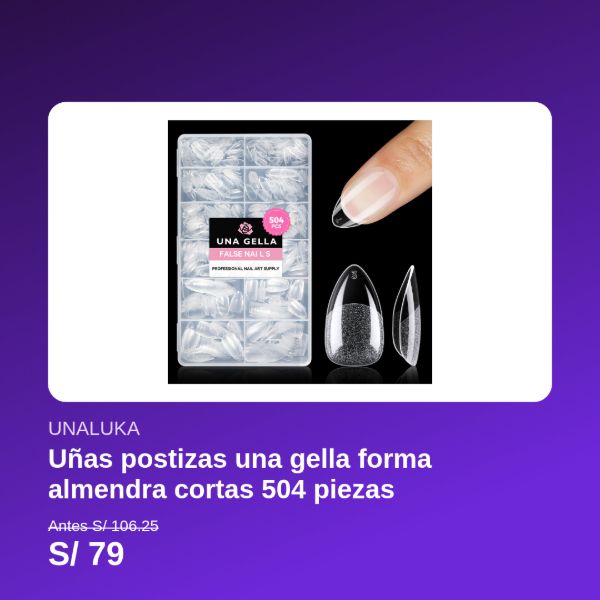 504
PCS
UNA GELLA
FALSE NAI L'S
PROFESSIONAL NAIL ART SUPPLY
UNALUKA
Uñas postizas una gella forma
almendra cortas 504 piezas
Antes S/ 106.25
S/ 79